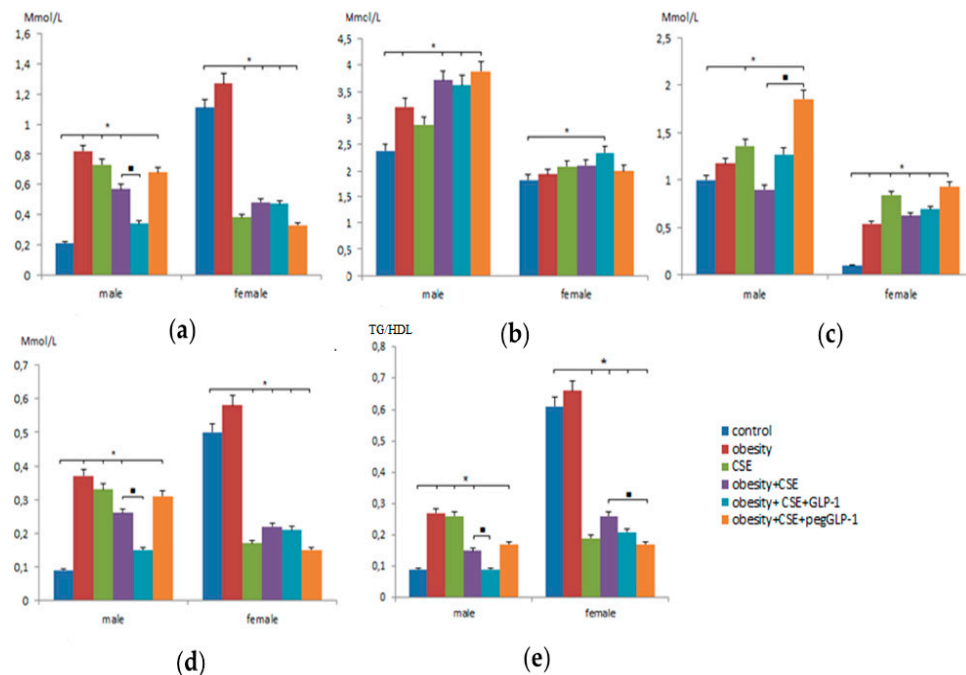 Mmol/L
1,6
1,4
1,2
1
0,8
0,6
0,4
0,2
0
*
■
*
male
female
(a)
Mmol/L
4,5
4
3,5
3
2,5
2
1,5
1
0,5
0
*
*
male
female
(b)
Mmol/L
2,5
2
1,5
1
0,5
0
*
■
*
male
female
(c)
Mmol/L
0,7
0,6
0,5
0,4
0,3
0,2
0,1
0
*
■
*
male
female
(d)
TG/HDL
0,8
0,7
0,6
0,5
0,4
0,3
0,2
0,1
0
*
■
*
■
male
female
(e)
control
obesity
CSE
obesity+CSE
obesity+ CSE+GLP-1
obesity+CSE+pegGLP-1